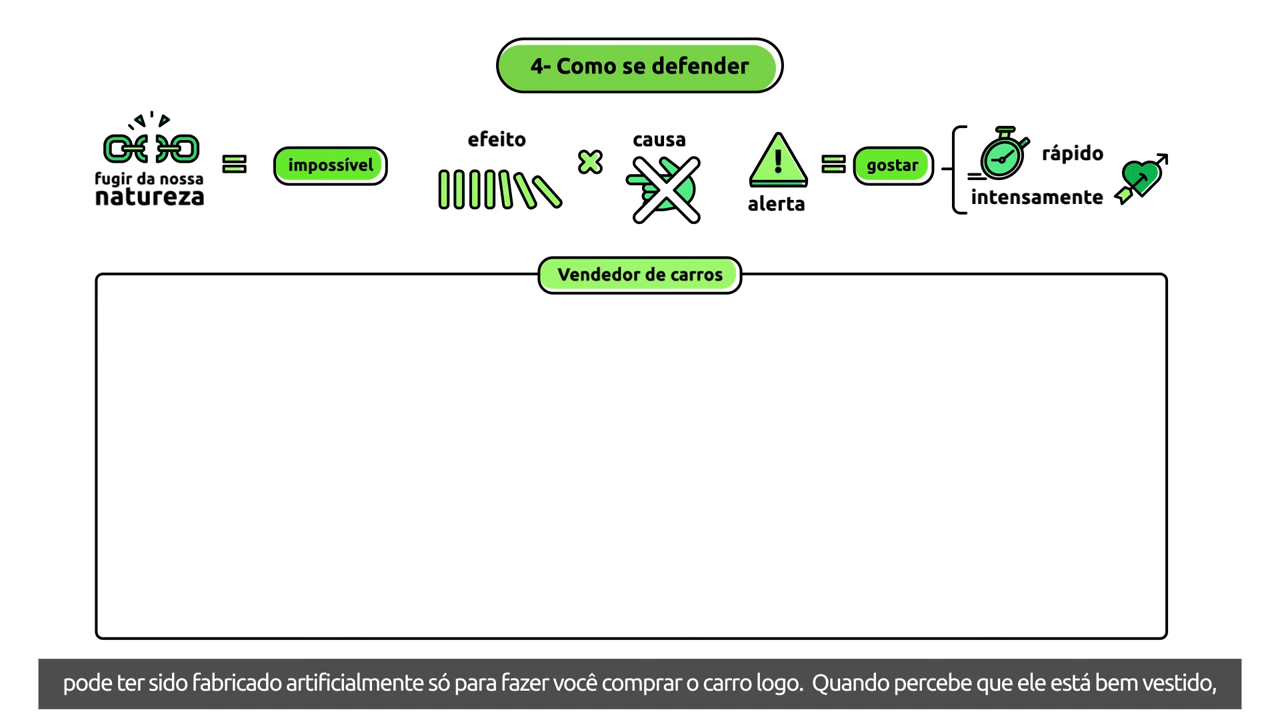 4- Como se defender
fugir da nossa
natureza
impossível
efeito
causa
alerta
gostar
rápido
intensamente
Vendedor de carros
pode ter sido fabricado artificialmente só para fazer você comprar o carro logo. Quando percebe que ele está bem vestido,